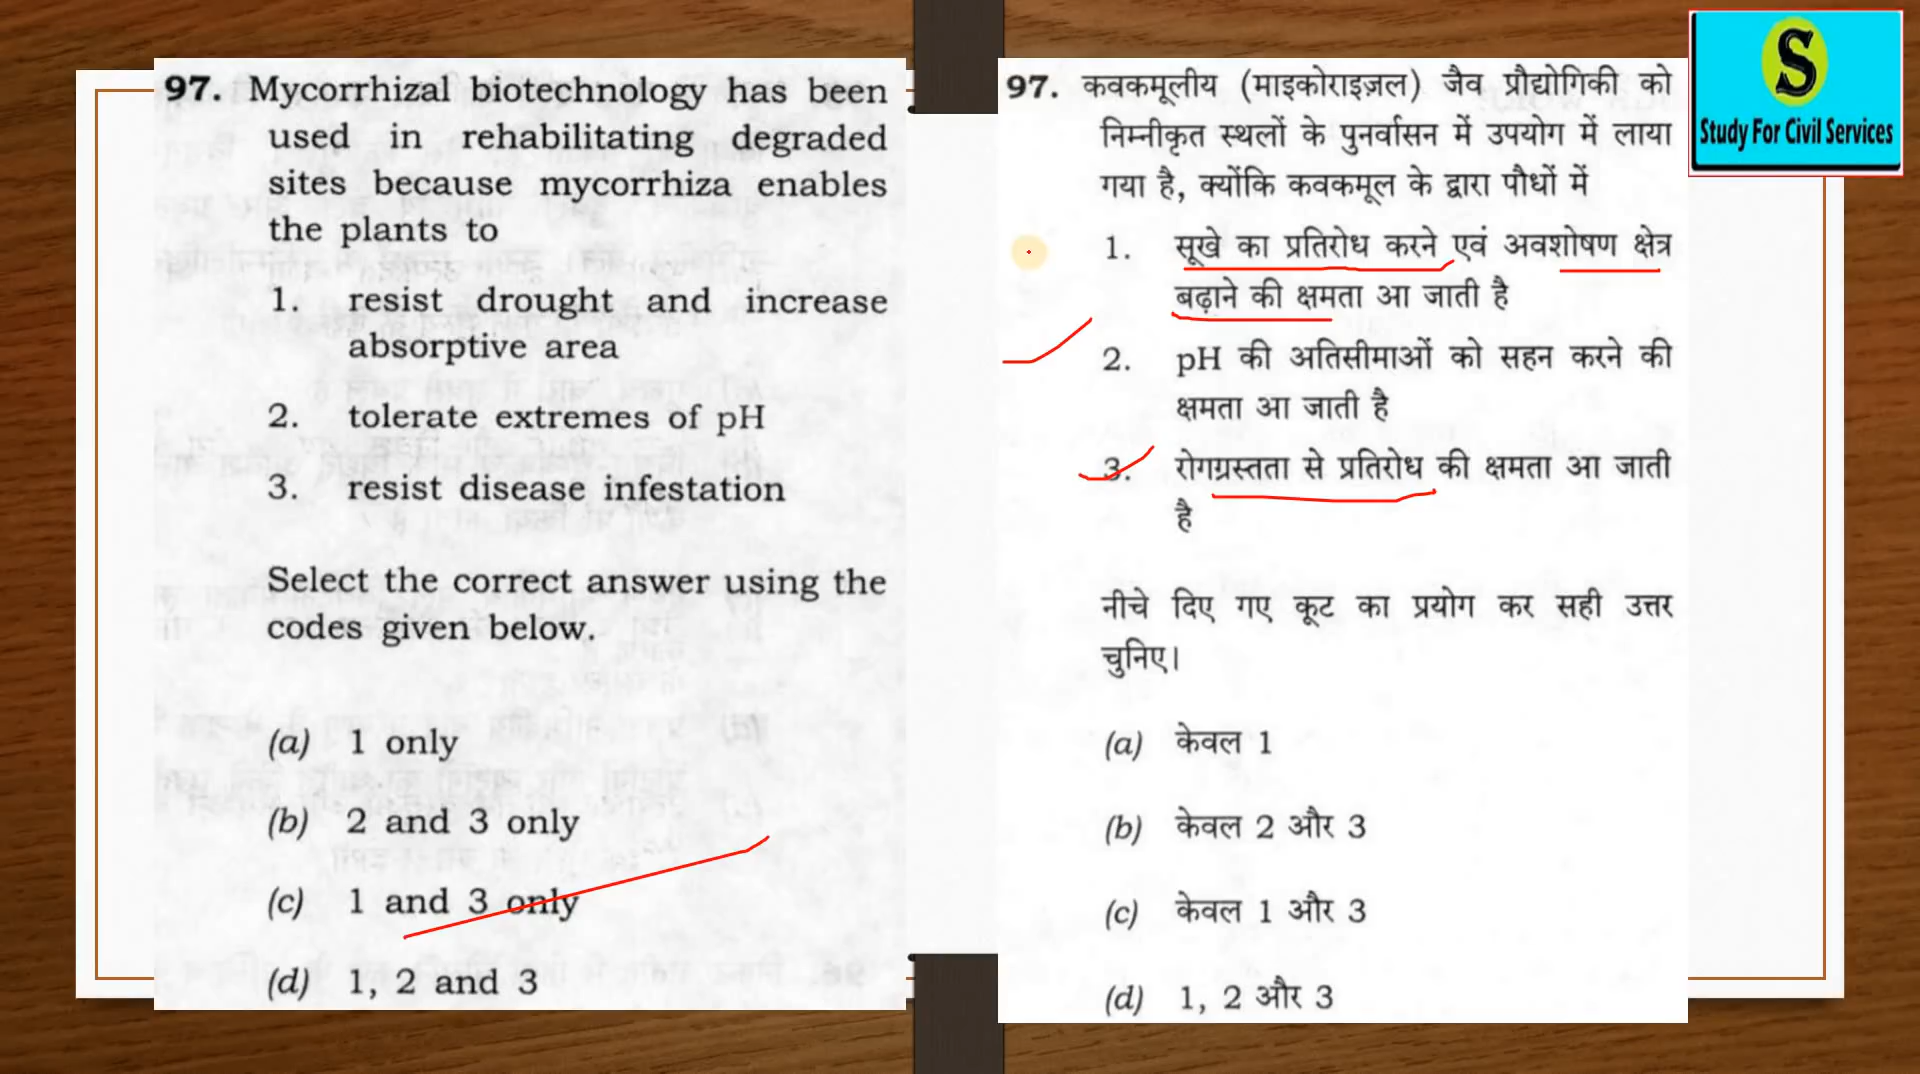 97. Mycorrhizal biotechnology has been
used in rehabilitating degraded
sites because mycorrhiza enables
the plants to
1. resist drought and increase
absorptive area
2. tolerate extremes of pH
3. resist disease infestation
Select the correct answer using the
codes given below.
(a) 1 only
(b) 2 and 3 only
(c) 1 and 3 only
(d) 1, 2 and 3
97. कवकमूलीय (माइकोराइज़ल) जैव प्रौद्योगिकी को
निम्नीकृत स्थलों के पुनर्वासन में उपयोग में लाया
गया है, क्योंकि कवकमूल के द्वारा पौधों में
1. सूखे का प्रतिरोध करने एवं अवशोषण क्षेत्र
बढ़ाने की क्षमता आ जाती है
2. pH की अतिसीमाओं को सहन करने की
क्षमता आ जाती है
3. रोगग्रस्तता से प्रतिरोध की क्षमता आ जाती
है
नीचे दिए गए कूट का प्रयोग कर सही उत्तर
चुनिए।
(a) केवल 1
(b) केवल 2 और 3
(c) केवल 1 और 3
(d) 1, 2 और 3
S
Study For Civil Services